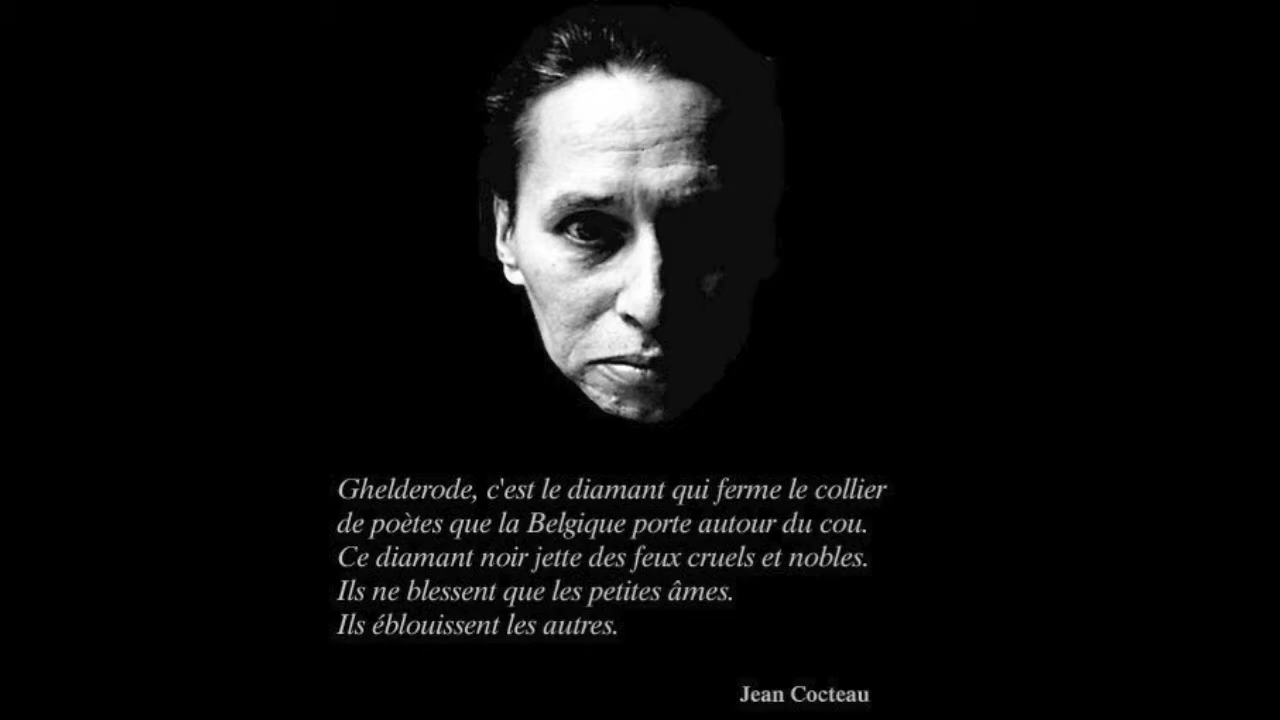 Ghelderode, c'est le diamant qui ferme le collier
de poètes que la Belgique porte autour du cou.
Ce diamant noir jette des feux cruels et nobles.
Ils ne blessent que les petites âmes.
Ils éblouissent les autres.
Jean Cocteau